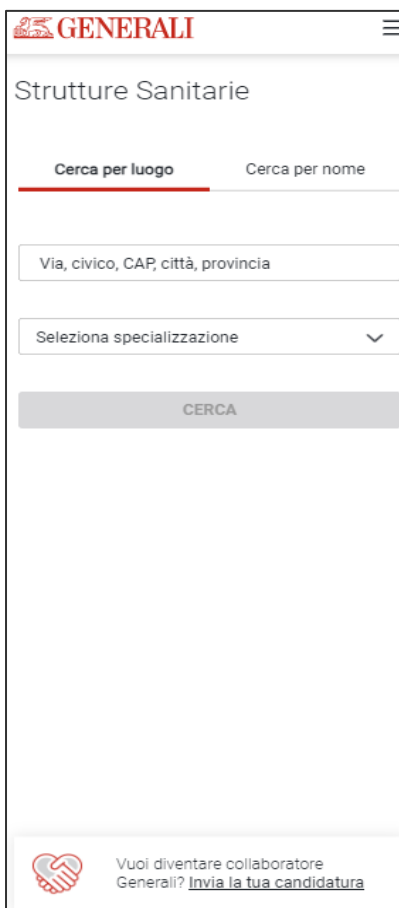 GENERALI
Strutture Sanitarie
Cerca per luogo
Cerca per nome
Via, civico, CAP, città, provincia
Seleziona specializzazione
CERCA
Vuoi diventare collaboratore
Generali? Invia la tua candidatura